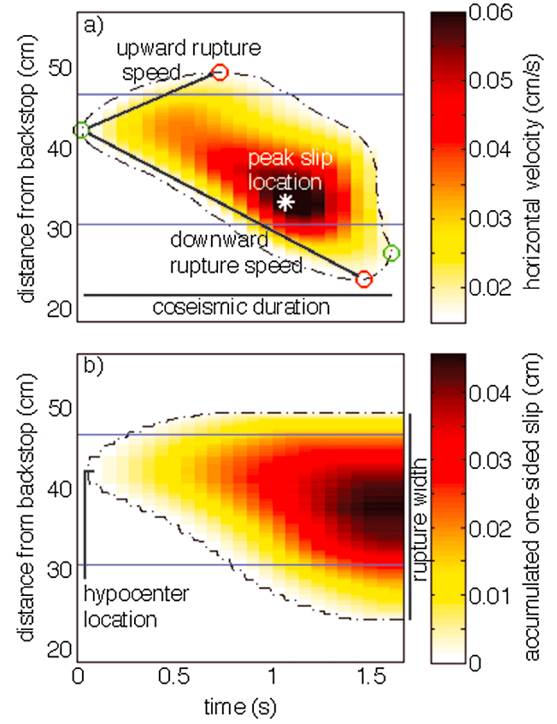 a)
upward rupture
speed
peak slip
location
downward
rupture speed
coseismic duration
distance from backstop (cm)
50
40
30
20
0.06
0.05
0.04
0.03
0.02
horizontal velocity (cm/s)
b)
hypocenter
location
rupture width
distance from backstop (cm)
50
40
30
20
0
0.5
1
1.5
time (s)
0.04
0.03
0.02
0.01
0
accumulated one-sided slip (cm)